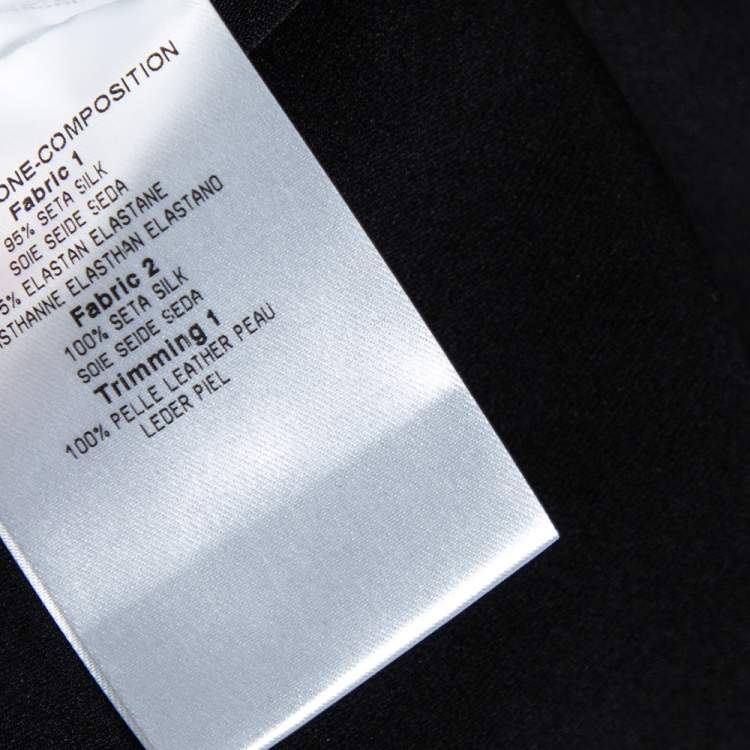 ONE-COMPOSITION
Fabric 1
95% SETA SILK
SOIE SEIDE SEDA
5% ELASTAN ELASTANE
STHANNE ELASTHAN ELASTANO
Fabric 2
100% SETA SILK
SOIE SEIDE SEDA
Trimming 1
100% PELLE LEATHER PEAU
LEDER PIEL